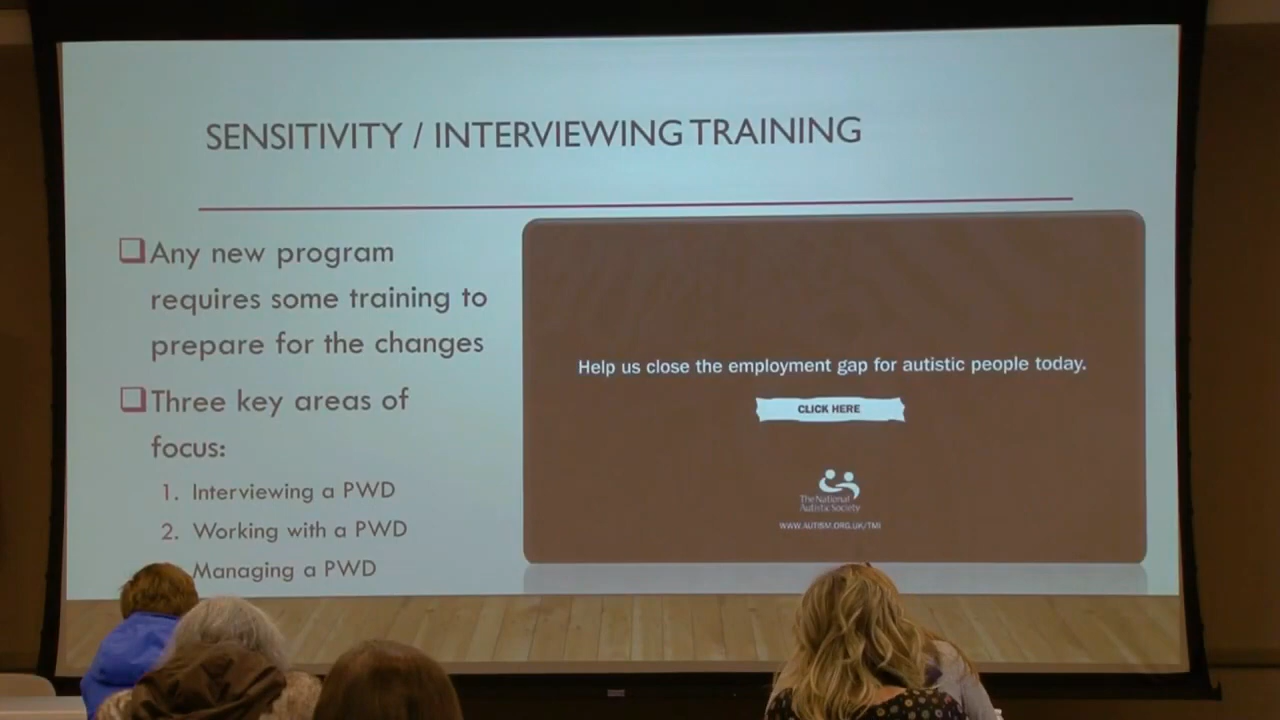 SENSITIVITY / INTERVIEWING TRAINING
Any new program
requires some training to
prepare for the changes
Three key areas of
focus:
1. Interviewing a PWD
2. Working with a PWD
Managing a PWD
Help us close the employment gap for autistic people today.
CLICK HERE
The National
Autistic Society
WWW.AUTISM.ORG.UK/TMI